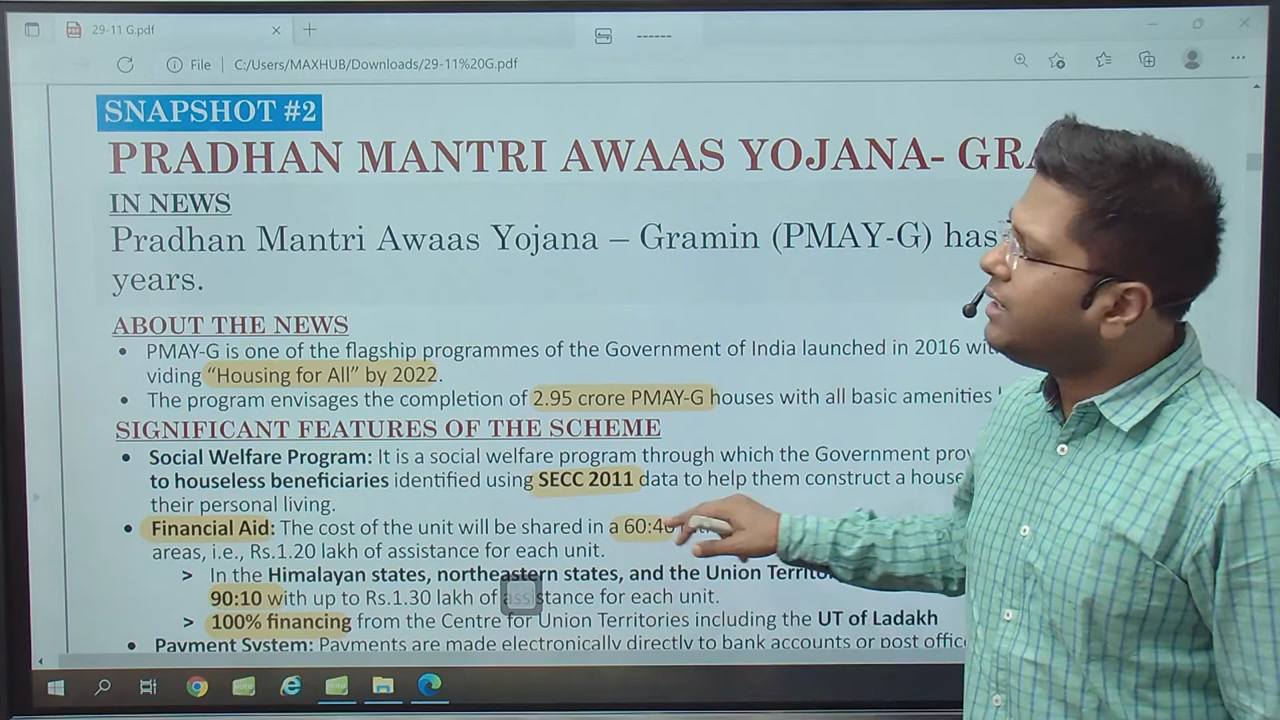 29-11 G.pdf
File | C:/Users/MAXHUB/Downloads/29-11%20G.pdf
SNAPSHOT #2
PRADHAN MANTRI AWAAS YOJANA-
IN NEWS
Pradhan Mantri Awaas Yojana – Gramin (PMAY-G) has
years.
ABOUT THE NEWS
• PMAY-G is one of the flagship programmes of the Government of India launched in 2016
viding “Housing for All” by 2022.
• The program envisages the completion of 2.95 crore PMAY-G houses with all basic amenities
SIGNIFICANT FEATURES OF THE SCHEME
• Social Welfare Program: It is a social welfare program through which the Government
to houseless beneficiaries identified using SECC 2011 data to help them construct a house
their personal living.
• Financial Aid: The cost of the unit will be shared in a
areas, i.e., Rs.1.20 lakh of assistance for each unit.
> In the Himalayan states, northeastern states, and the Union
90:10 with up to Rs.1.30 lakh of assistance for each unit.
> 100% financing from the Centre for Union Territories including the UT of Ladakh
• Payment System: Payments are made electronically directly to bank accounts or post